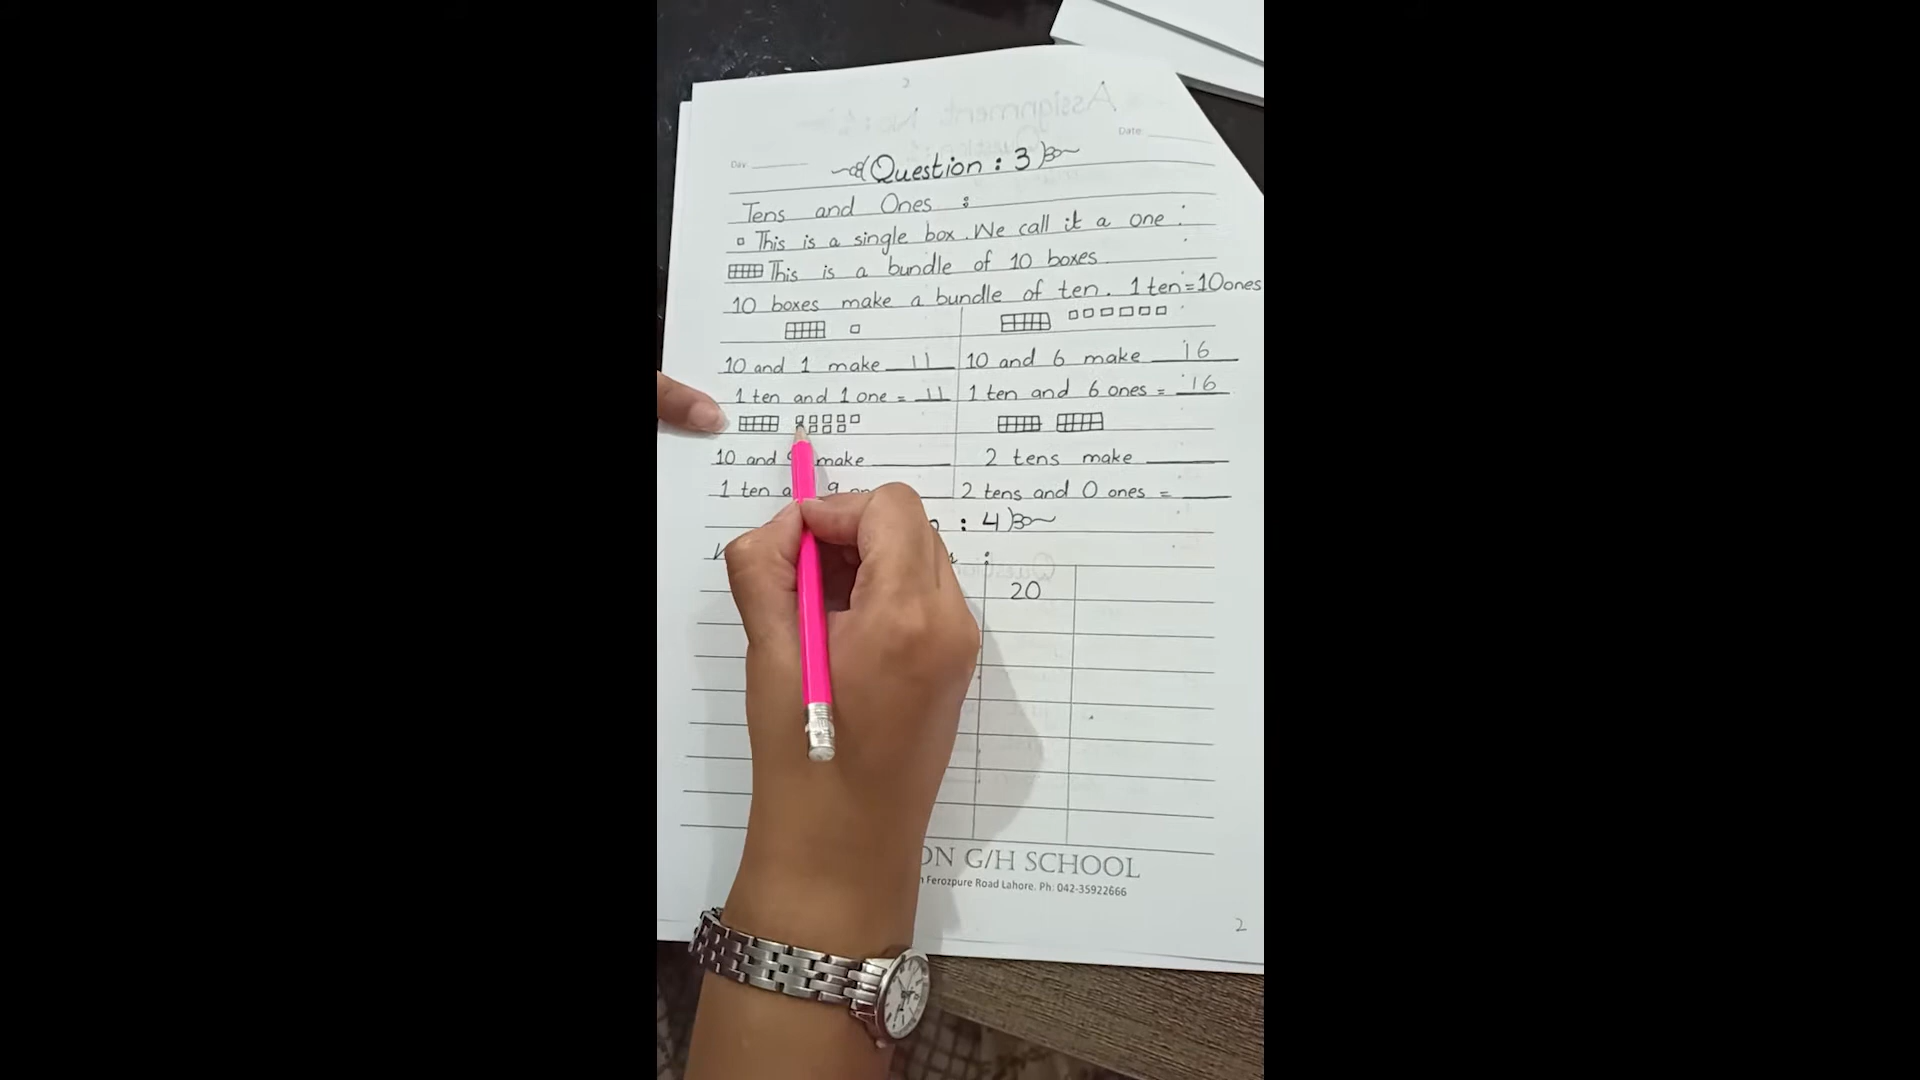 2
Date:
Day
Question : 3
Tens and Ones :
This is a single box. We call it a one.
This is a bundle of 10 boxes
10 boxes make a bundle of ten. 1 ten = 10 ones
10 and 1 make 11
10 and 6 make 16
1 ten and 1 one = 11
1 ten and 6 ones = 16
10 and 9 make
2 tens make
1 ten 9
2 tens and 0 ones =
: 4
20
G/H SCHOOL
Ferozpure Road Lahore. Ph: 042-35922666
2